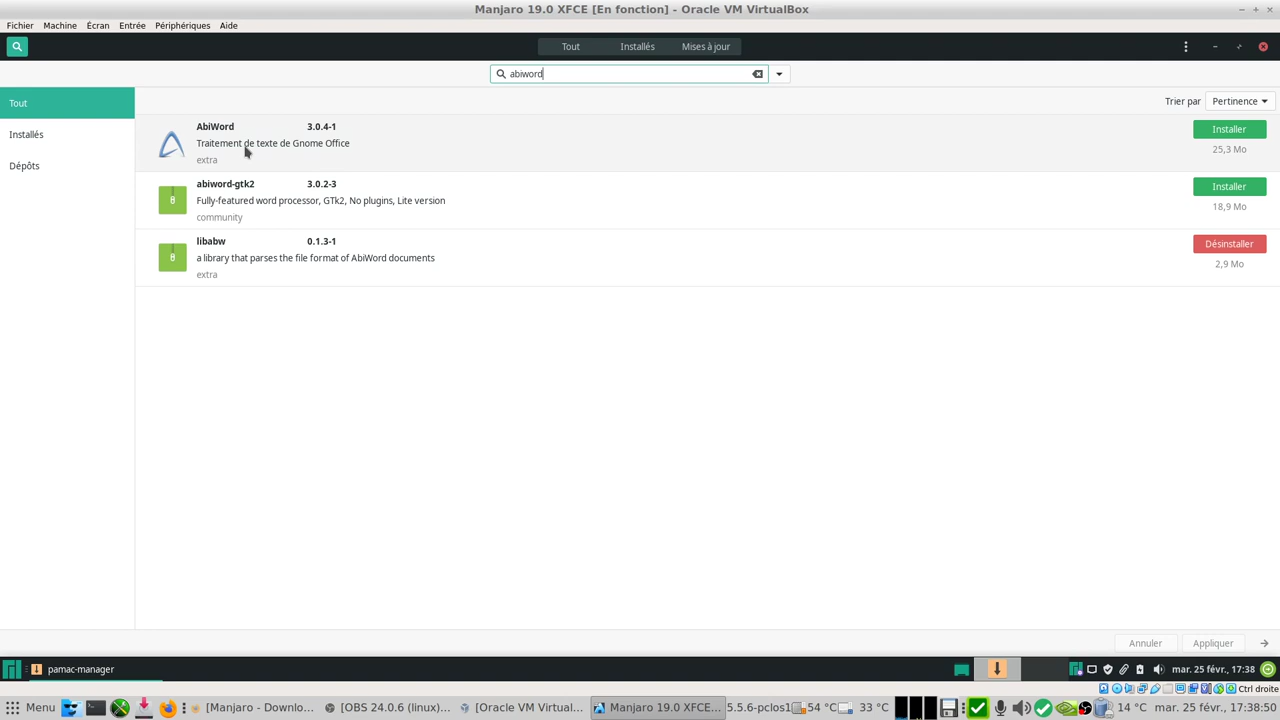 Manjaro 19.0 XFCE [En fonction] - Oracle VM VirtualBox
Fichier Machine Écran Entrée Périphériques Aide
Tout Installés Mises à jour
abiword
Tout
Trier par Pertinence
AbiWord 3.0.4-1 Installer
Traitement de texte de Gnome Office
25,3 Mo
extra
Installés
Dépôts
abiword-gtk2 3.0.2-3 Installer
Fully-featured word processor, GTk2, No plugins, Lite version
18,9 Mo
community
libabw 0.1.3-1 Désinstaller
a library that parses the file format of AbiWord documents
2,9 Mo
extra
Annuler Appliquer
pamac-manager mar. 25 févr., 17:38
Ctrl droite
Menu [Manjaro - Downlo... [OBS 24.0.6 (linux)... [Oracle VM Virtual... Manjaro 19.0 XFCE... 5.5.6-pclos1 54 °C 33 °C 14 °C mar. 25 févr., 17:38:50